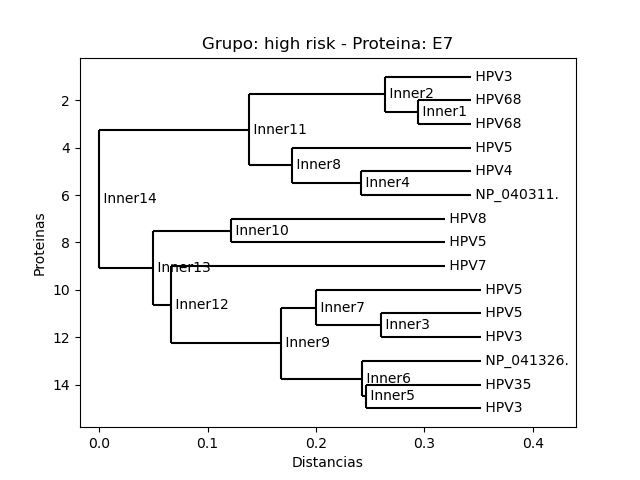 Grupo: high risk - Proteina: E7
HPV3
Inner2
2
HPV68
Inner1
HPV68
Inner11
4
HPV5
Inner8
HPV4
Inner4
6
NP_040311.
Inner14
HPV8
Inner10
8
HPV5
Inner13
HPV7
10
HPV5
Inner12
Inner7
HPV5
Inner3
12
HPV3
Inner9
NP_041326.
Inner6
14
HPV35
Inner5
HPV3
Proteinas
0.0 0.1 0.2 0.3 0.4
Distancias